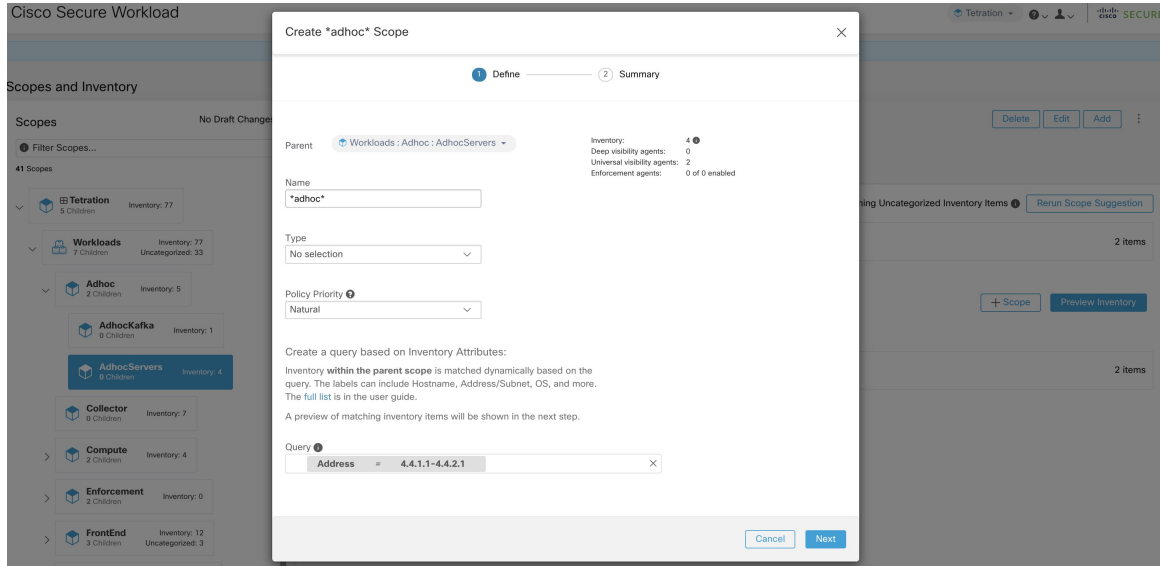 Cisco Secure Workload
Tetration
CISCO SECURE
Scopes and Inventory
Scopes
No Draft Change
Filter Scopes...
41 Scopes
Tetration
5 Children
Inventory: 77
Workloads
7 Children
Inventory: 77
Uncategorized: 33
Adhoc
2 Children
Inventory: 5
AdhocKafka
0 Children
Inventory: 1
AdhocServers
0 Children
Inventory: 4
Collector
0 Children
Inventory: 7
Compute
2 Children
Inventory: 4
Enforcement
2 Children
Inventory: 0
FrontEnd
3 Children
Inventory: 12
Uncategorized: 3
Create *adhoc* Scope
1 Define
2 Summary
Parent
Workloads : Adhoc : AdhocServers
Inventory: 4
Deep visibility agents: 0
Universal visibility agents: 2
Enforcement agents: 0 of 0 enabled
Name
*adhoc*
Type
No selection
Policy Priority
Natural
Create a query based on Inventory Attributes:
Inventory within the parent scope is matched dynamically based on the
query. The labels can include Hostname, Address/Subnet, OS, and more.
The full list is in the user guide.
A preview of matching inventory items will be shown in the next step.
Query
Address = 4.4.1.1-4.4.2.1
Cancel
Next
Delete
Edit
Add
ning Uncategorized Inventory Items
Rerun Scope Suggestion
2 items
+ Scope
Preview Inventory
2 items